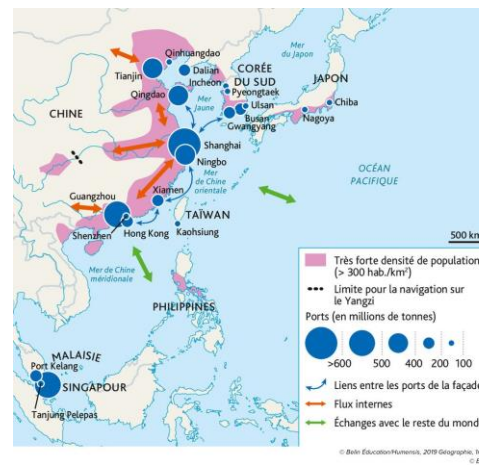 Qinhuangdao
Mer
du Japon
Tianjin
Dalian
CORÉE
DU SUD
JAPON
Incheon
Pyeongtaek
Qingdao
Mer
Jaune
Ulsan
Chiba
CHINE
Busan
Gwangyang
Nagoya
Shanghai
Ningbo
OCÉAN
PACIFIQUE
Mer
de Chine
orientale
Guangzhou
Xiamen
TAÏWAN
Shenzhen
Hong Kong
Kaohsiung
500 km
Mer de Chine
méridionale
PHILIPPINES
MALAISIE
Port Kelang
SINGAPOUR
Tanjung Pelepas
Très forte densité de population
(> 300 hab./km²)
Limite pour la navigation sur
le Yangzi
Ports (en millions de tonnes)
>600 500 400 200 100
Liens entre les ports de la façade
Flux internes
Échanges avec le reste du monde
© Belin Éducation/Humensis, 2019 Géographie, 1
© B